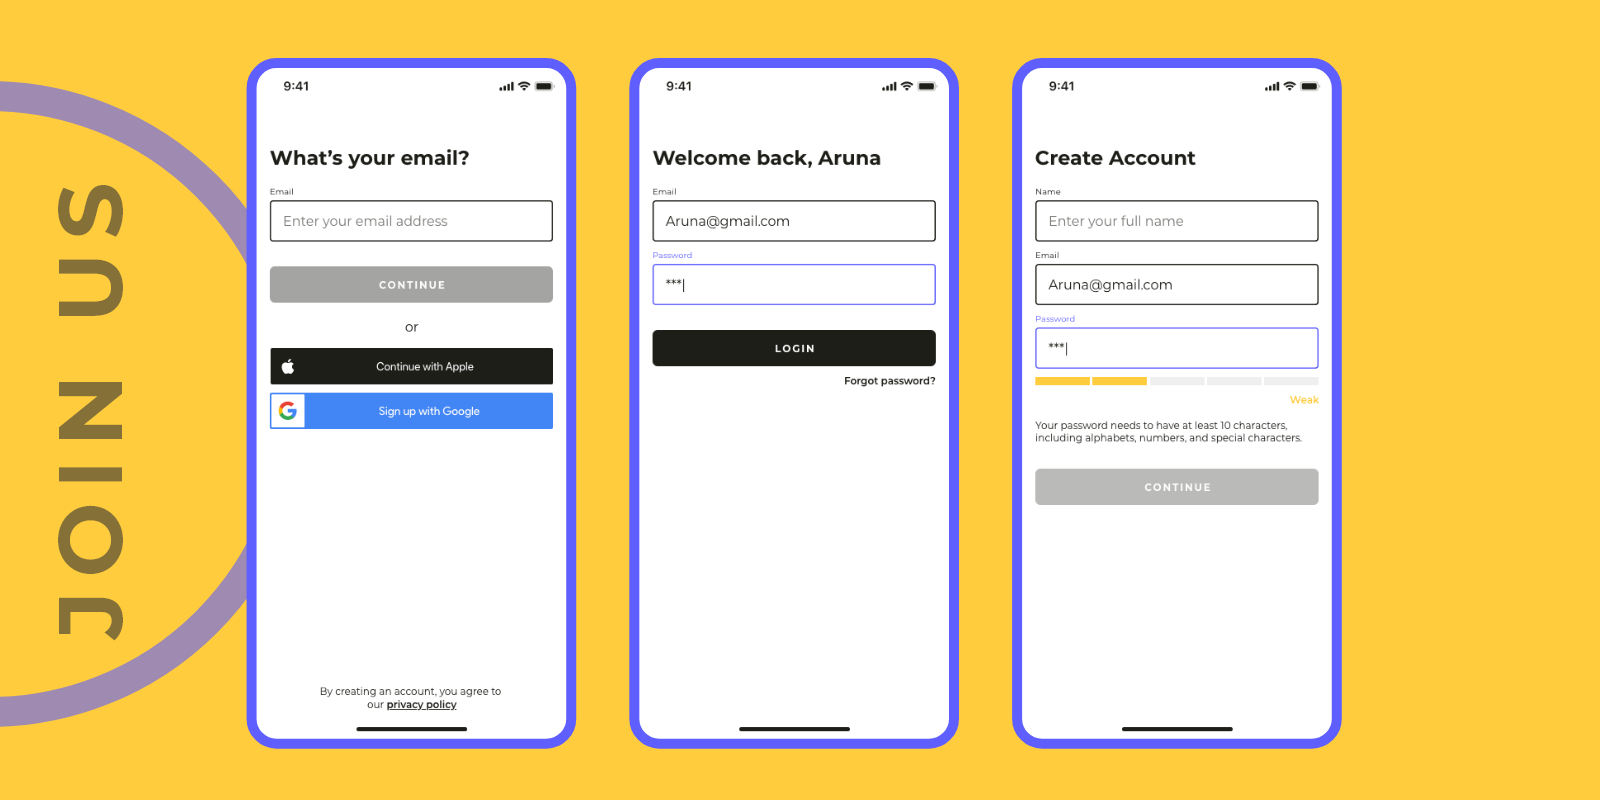 JOIN US
9:41
What’s your email?
Email
Enter your email address
CONTINUE
or
Continue with Apple
Sign up with Google
By creating an account, you agree to
our privacy policy
9:41
Welcome back, Aruna
Email
Aruna@gmail.com
Password
***|
LOGIN
Forgot password?
9:41
Create Account
Name
Enter your full name
Email
Aruna@gmail.com
Password
***|
Weak
Your password needs to have at least 10 characters,
including alphabets, numbers, and special characters.
CONTINUE